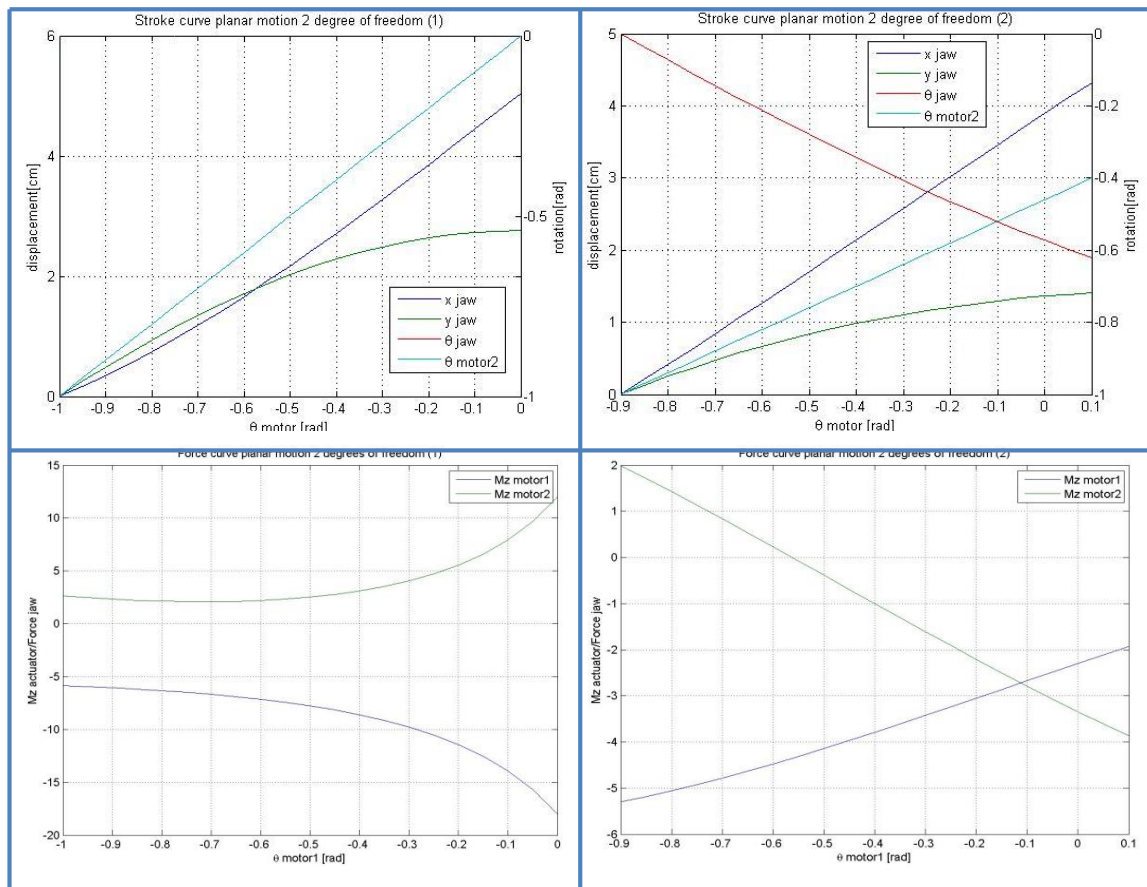 Stroke curve planar motion 2 degree of freedom (1)
6
4
2
0
0
-0.5
-1
displacement[cm]
rotation[rad]
x jaw
y jaw
θ jaw
θ motor2
-1 -0.9 -0.8 -0.7 -0.6 -0.5 -0.4 -0.3 -0.2 -0.1 0
θ motor [rad]
Stroke curve planar motion 2 degree of freedom (2)
5
4
3
2
1
0
0
-0.2
-0.4
-0.6
-0.8
-1
displacement[cm]
rotation[rad]
x jaw
y jaw
θ jaw
θ motor2
-0.9 -0.8 -0.7 -0.6 -0.5 -0.4 -0.3 -0.2 -0.1 0 0.1
θ motor [rad]
Force curve planar motion 2 degrees of freedom (1)
15
10
5
0
-5
-10
-15
-20
Mz actuator/Force jaw
Mz motor1
Mz motor2
-1 -0.9 -0.8 -0.7 -0.6 -0.5 -0.4 -0.3 -0.2 -0.1 0
θ motor1 [rad]
Force curve planar motion 2 degrees of freedom (2)
2
1
0
-1
-2
-3
-4
-5
-6
Mz actuator/Force jaw
Mz motor1
Mz motor2
-0.9 -0.8 -0.7 -0.6 -0.5 -0.4 -0.3 -0.2 -0.1 0 0.1
θ motor1 [rad]